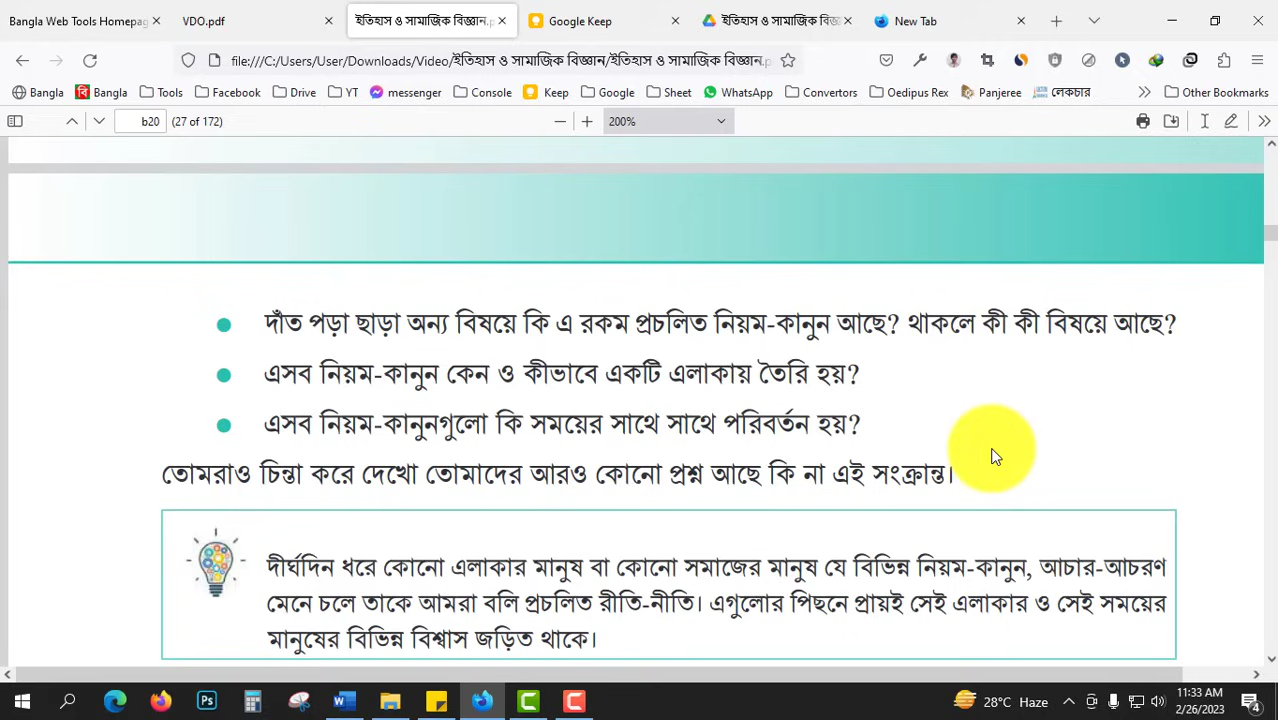 Bangla Web Tools Homepag
VDO.pdf
ইতিহাস ও সামাজিক বিজ্ঞান.p
Google Keep
ইতিহাস ও সামাজিক বিজ্ঞ
New Tab
file:///C:/Users/User/Downloads/Video/ইতিহাস ও সামাজিক বিজ্ঞান/ইতিহাস ও সামাজিক বিজ্ঞান.p
Bangla
Bangla
Tools
Facebook
Drive
YT
messenger
Console
Keep
Google
Sheet
WhatsApp
Convertors
Oedipus Rex
Panjeree
লেকচার
Other Bookmarks
b20 (27 of 172)
200%
দাঁত পড়া ছাড়া অন্য বিষয়ে কি এ রকম প্রচলিত নিয়ম-কানুন আছে? থাকলে কী কী বিষয়ে আছে?
এসব নিয়ম-কানুন কেন ও কীভাবে একটি এলাকায় তৈরি হয়?
এসব নিয়ম-কানুনগুলো কি সময়ের সাথে সাথে পরিবর্তন হয়?
তোমরাও চিন্তা করে দেখো তোমাদের আরও কোনো প্রশ্ন আছে কি না এই সংক্রান্ত।
দীর্ঘদিন ধরে কোনো এলাকার মানুষ বা কোনো সমাজের মানুষ যে বিভিন্ন নিয়ম-কানুন, আচার-আচরণ
মেনে চলে তাকে আমরা বলি প্রচলিত রীতি-নীতি। এগুলোর পিছনে প্রায়ই সেই এলাকার ও সেই সময়ের
মানুষের বিভিন্ন বিশ্বাস জড়িত থাকে।
28°C Haze
11:33 AM
2/26/2023